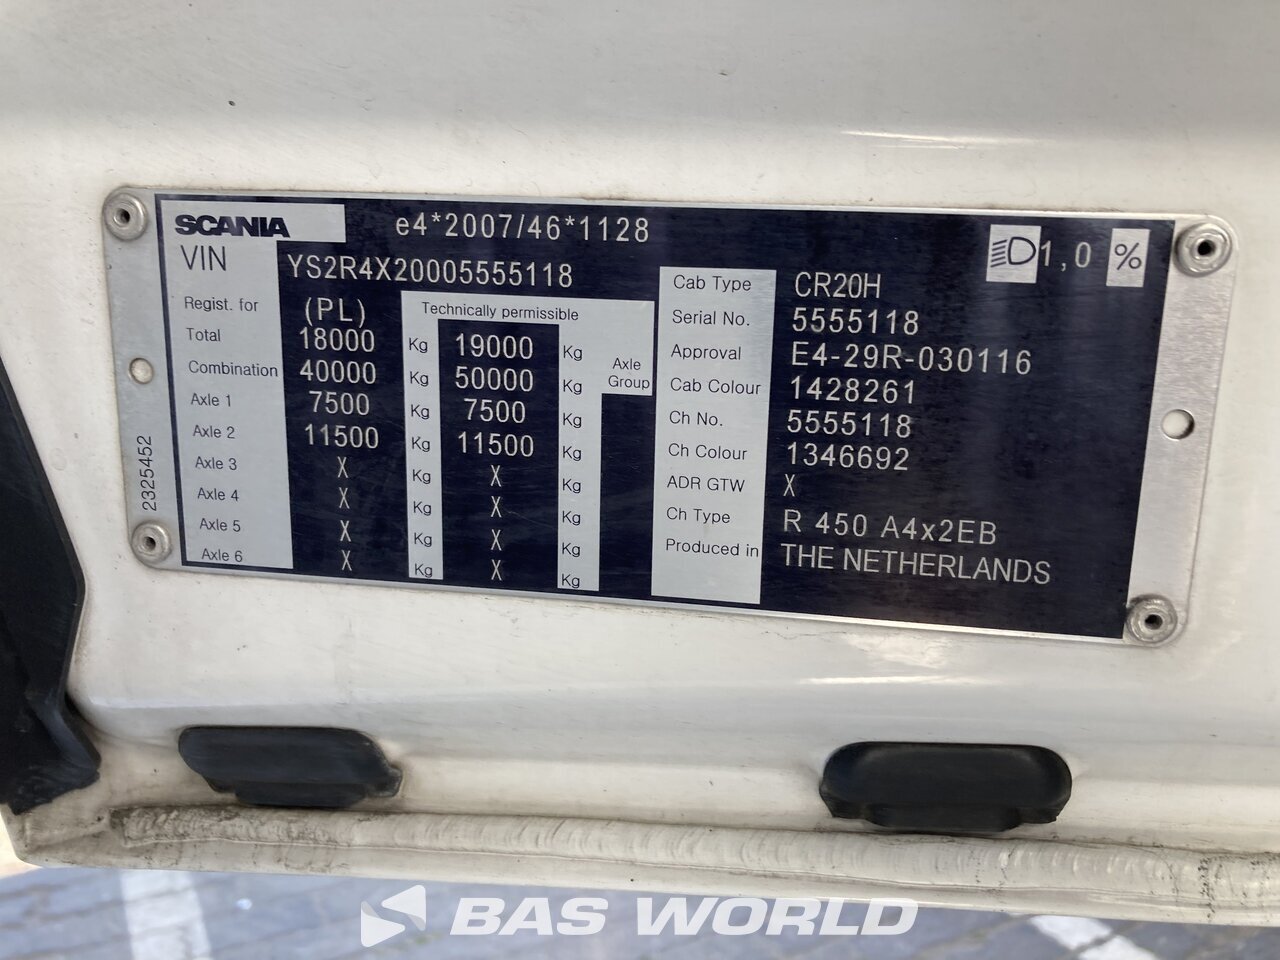 SCANIA e4*2007/46*1128 1,0 %
VIN YS2R4X20005555118
Regist. for (PL) Technically permissible
Total 18000 Kg 19000 Kg
Combination 40000 Kg 50000 Kg Axle Group
Axle 1 7500 Kg 7500 Kg
Axle 2 11500 Kg 11500 Kg
Axle 3 X Kg X Kg
Axle 4 X Kg X Kg
Axle 5 X Kg X Kg
Axle 6 X Kg X Kg
Cab Type CR20H
Serial No. 5555118
Approval E4-29R-030116
Cab Colour 1428261
Ch No. 5555118
Ch Colour 1346692
ADR GTW X
Ch Type R 450 A4x2EB
Produced in THE NETHERLANDS
2325452
BAS WORLD